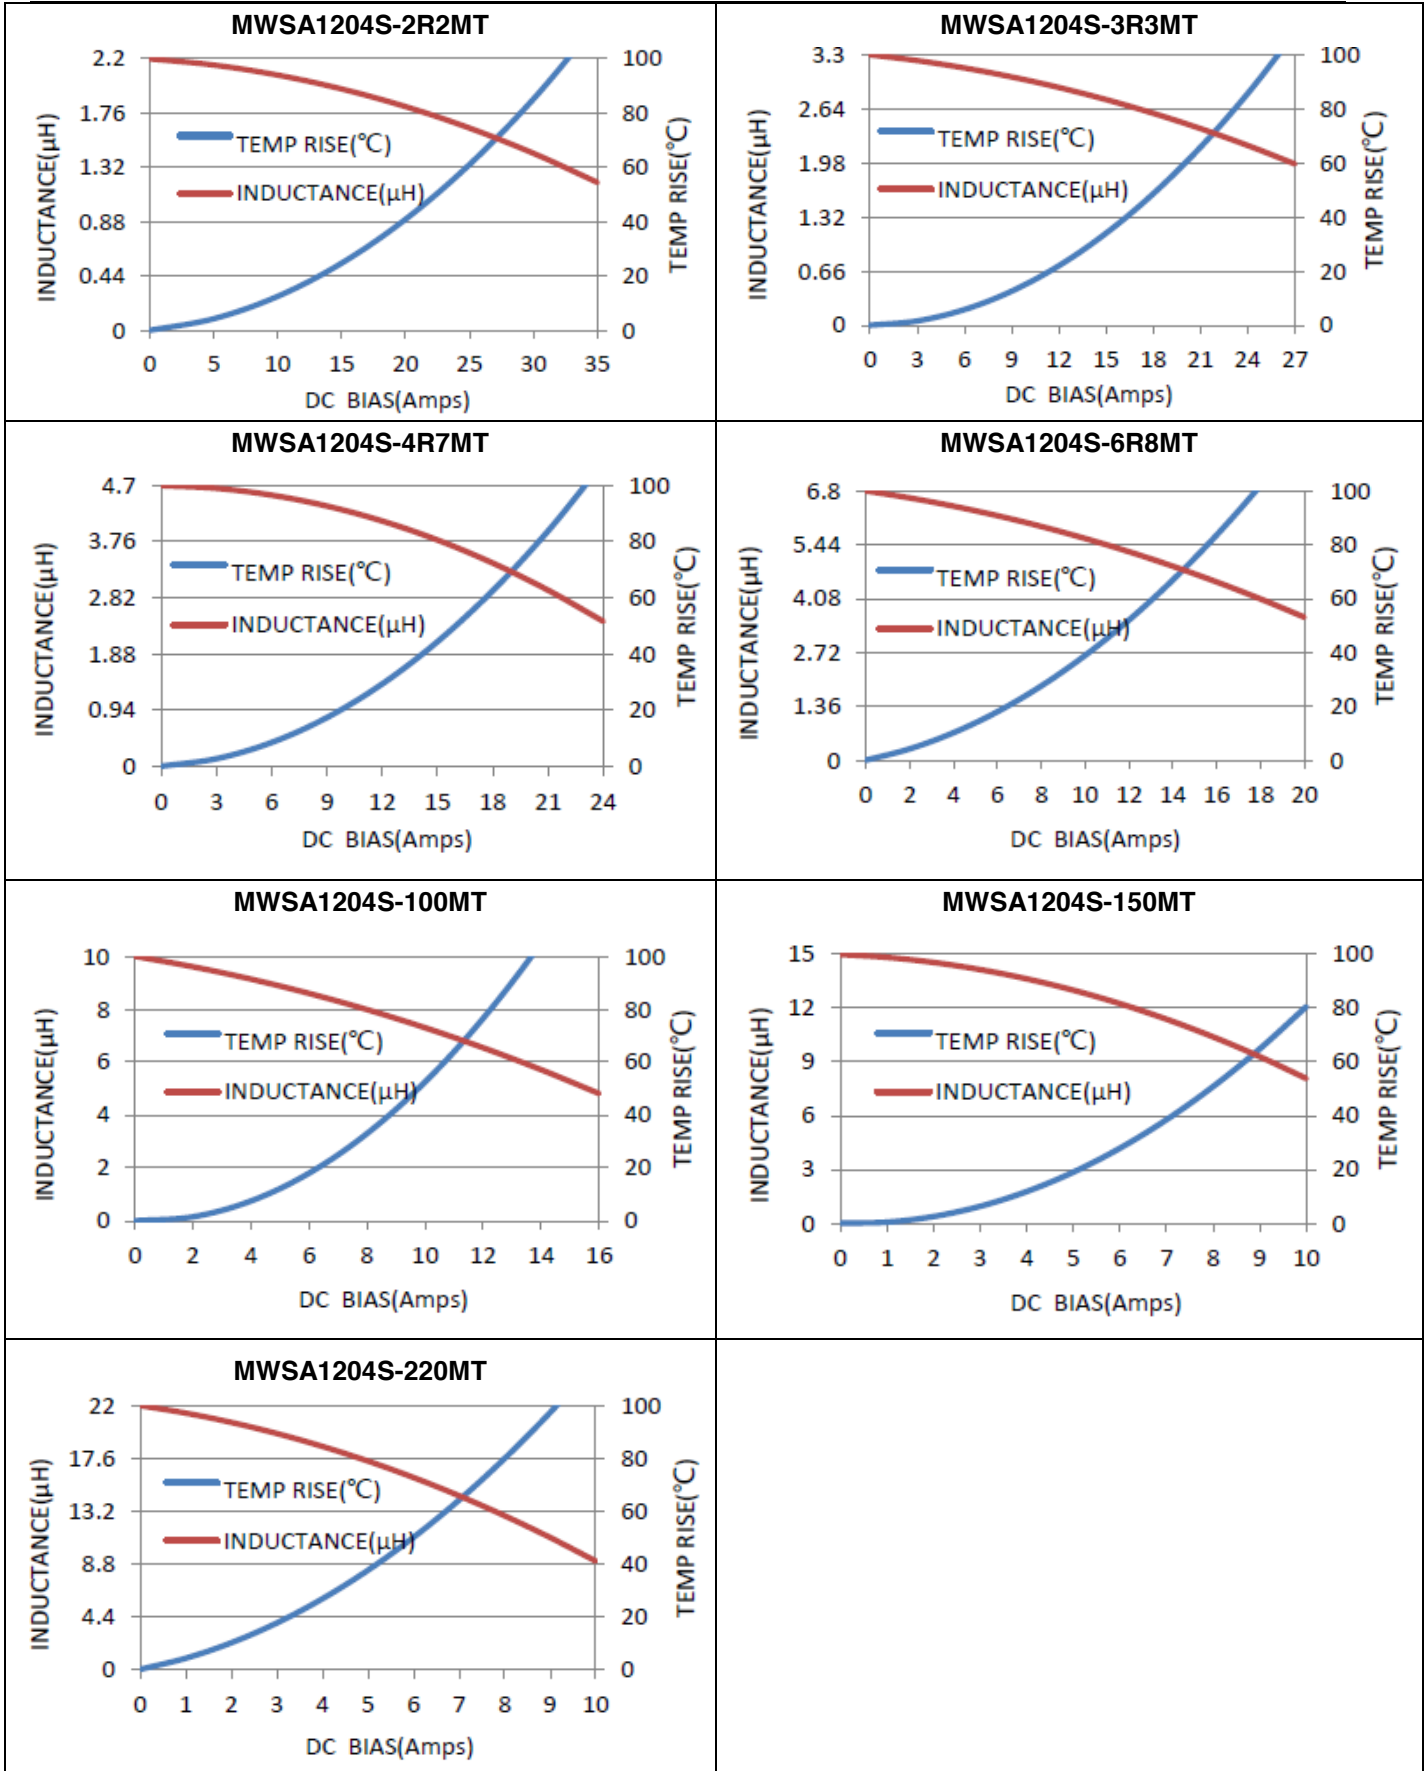 MWSA1204S-2R2MT
2.2
1.76
1.32
0.88
0.44
0
100
80
60
40
20
0
INDUCTANCE(μH)
TEMP RISE(℃)
TEMP RISE(℃)
INDUCTANCE(μH)
0 5 10 15 20 25 30 35
DC BIAS(Amps)
MWSA1204S-3R3MT
3.3
2.64
1.98
1.32
0.66
0
100
80
60
40
20
0
INDUCTANCE(μH)
TEMP RISE(℃)
TEMP RISE(℃)
INDUCTANCE(μH)
0 3 6 9 12 15 18 21 24 27
DC BIAS(Amps)
MWSA1204S-4R7MT
4.7
3.76
2.82
1.88
0.94
0
100
80
60
40
20
0
INDUCTANCE(μH)
TEMP RISE(℃)
TEMP RISE(℃)
INDUCTANCE(μH)
0 3 6 9 12 15 18 21 24
DC BIAS(Amps)
MWSA1204S-6R8MT
6.8
5.44
4.08
2.72
1.36
0
100
80
60
40
20
0
INDUCTANCE(μH)
TEMP RISE(℃)
TEMP RISE(℃)
INDUCTANCE(μH)
0 2 4 6 8 10 12 14 16 18 20
DC BIAS(Amps)
MWSA1204S-100MT
10
8
6
4
2
0
100
80
60
40
20
0
INDUCTANCE(μH)
TEMP RISE(℃)
TEMP RISE(℃)
INDUCTANCE(μH)
0 2 4 6 8 10 12 14 16
DC BIAS(Amps)
MWSA1204S-150MT
15
12
9
6
3
0
100
80
60
40
20
0
INDUCTANCE(μH)
TEMP RISE(℃)
TEMP RISE(℃)
INDUCTANCE(μH)
0 1 2 3 4 5 6 7 8 9 10
DC BIAS(Amps)
MWSA1204S-220MT
22
17.6
13.2
8.8
4.4
0
100
80
60
40
20
0
INDUCTANCE(μH)
TEMP RISE(℃)
TEMP RISE(℃)
INDUCTANCE(μH)
0 1 2 3 4 5 6 7 8 9 10
DC BIAS(Amps)